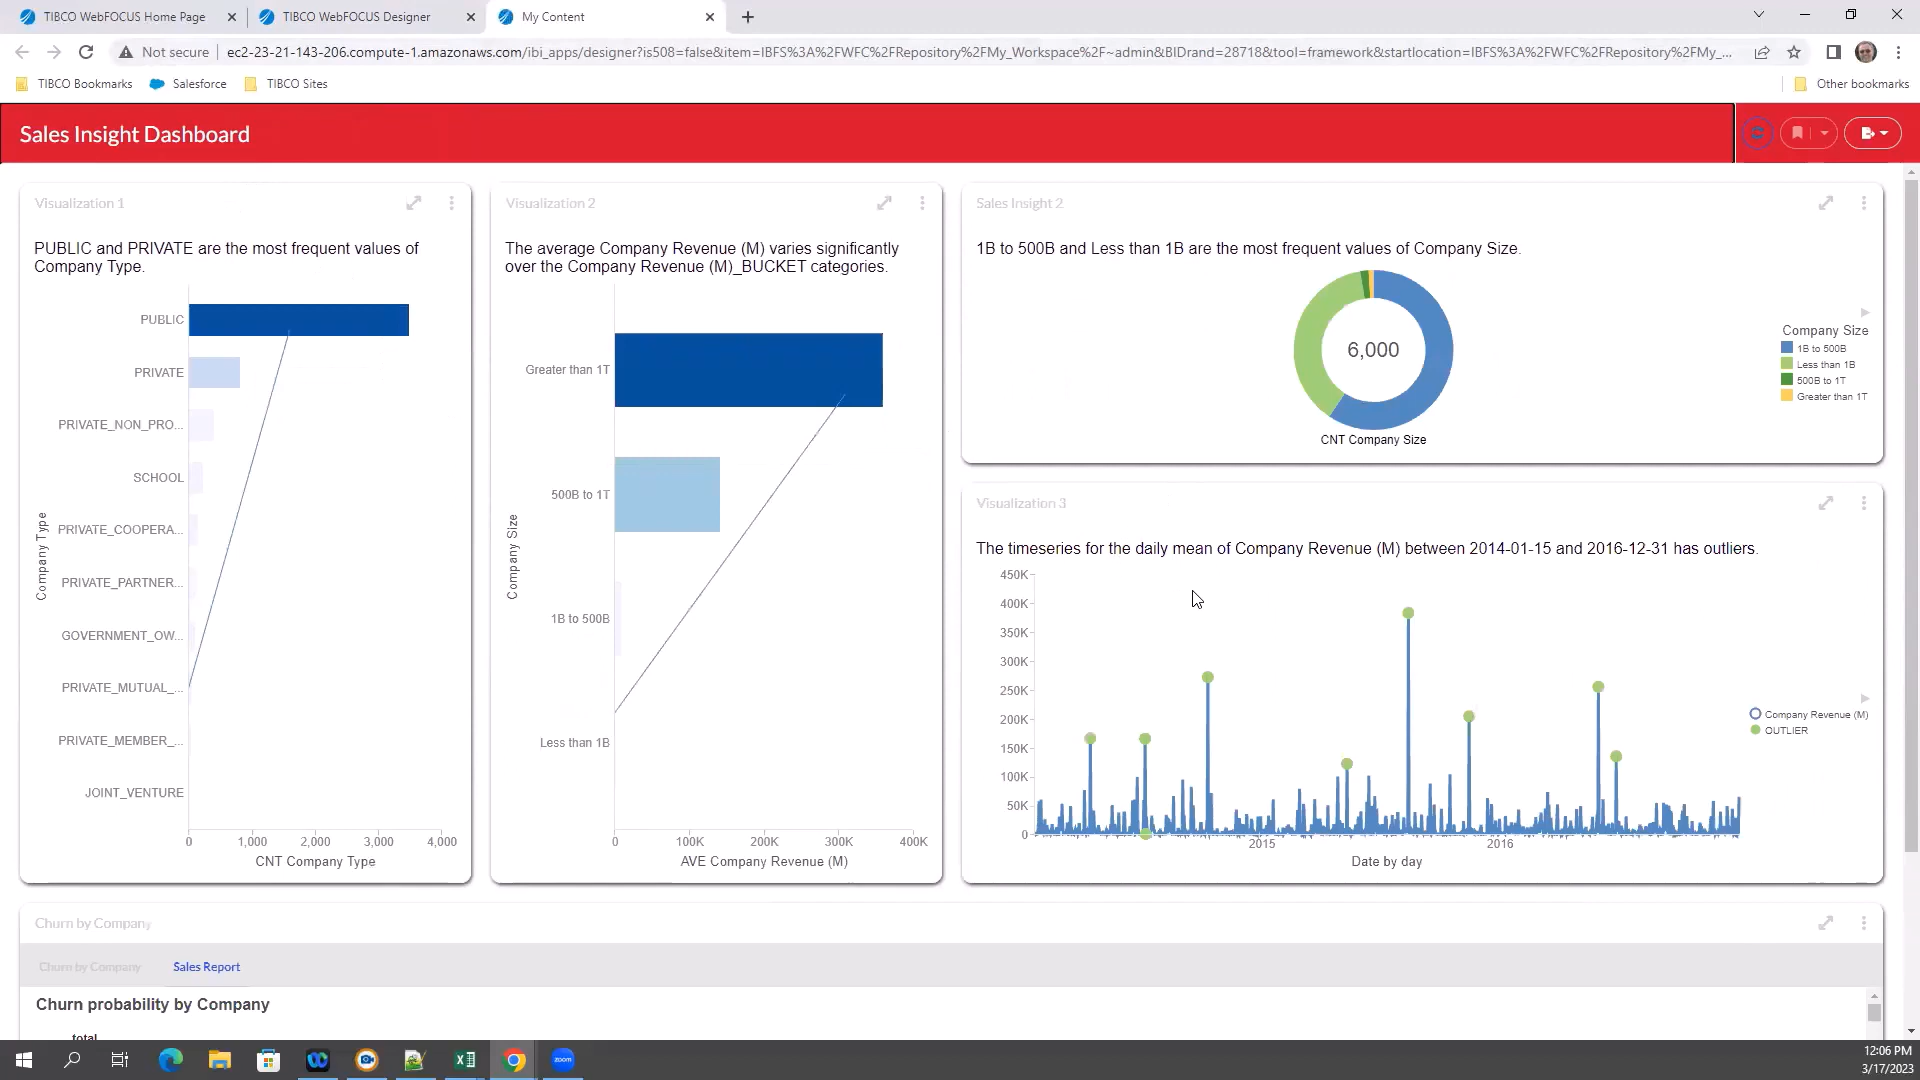 TIBCO WebFOCUS Home Page
TIBCO WebFOCUS Designer
My Content
Not secure
ec2-23-21-143-206.compute-1.amazonaws.com/ibi_apps/designer?is508=false&item=IBFS%3A%2FWFC%2FRepository%2FMy_Workspace%2F~admin&BIDrand=28718&tool=framework&startlocation=IBFS%3A%2FWFC%2FRepository%2FMy_...
TIBCO Bookmarks
Salesforce
TIBCO Sites
Other bookmarks
Sales Insight Dashboard
Visualization 1
PUBLIC and PRIVATE are the most frequent values of
Company Type.
PUBLIC
PRIVATE
PRIVATE_NON_PRO...
SCHOOL
PRIVATE_COOPERA...
PRIVATE_PARTNER...
GOVERNMENT_OW...
PRIVATE_MUTUAL_...
PRIVATE_MEMBER_...
JOINT_VENTURE
Company Type
0 1,000 2,000 3,000 4,000
CNT Company Type
Visualization 2
The average Company Revenue (M) varies significantly
over the Company Revenue (M)_BUCKET categories.
Greater than 1T
500B to 1T
1B to 500B
Less than 1B
Company Size
0 100K 200K 300K 400K
AVE Company Revenue (M)
Sales Insight 2
1B to 500B and Less than 1B are the most frequent values of Company Size.
6,000
CNT Company Size
Company Size
1B to 500B
Less than 1B
500B to 1T
Greater than 1T
Visualization 3
The timeseries for the daily mean of Company Revenue (M) between 2014-01-15 and 2016-12-31 has outliers.
450K
400K
350K
300K
250K
200K
150K
100K
50K
0
2015 2016
Date by day
Company Revenue (M)
OUTLIER
Churn by Company
Churn by Company
Sales Report
Churn probability by Company
total
zoom
12:06 PM
3/17/2023